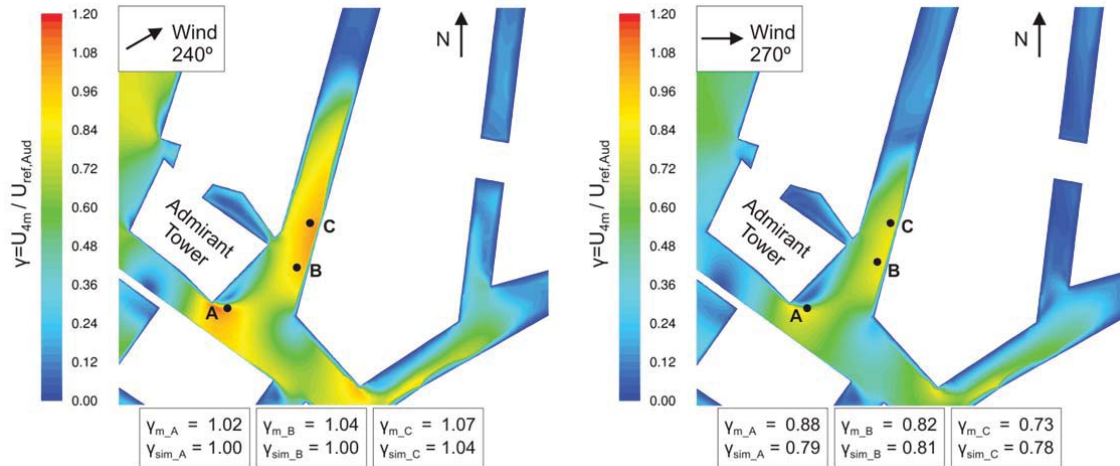 γ=U4m / Uref,Aud
1.20
1.08
0.96
0.84
0.72
0.60
0.48
0.36
0.24
0.12
0.00
Wind
240º
N
Admirant
Tower
C
B
A
γm_A = 1.02
γsim_A = 1.00
γm_B = 1.04
γsim_B = 1.00
γm_C = 1.07
γsim_C = 1.04
γ=U4m / Uref,Aud
1.20
1.08
0.96
0.84
0.72
0.60
0.48
0.36
0.24
0.12
0.00
Wind
270º
N
Admirant
Tower
C
B
A
γm_A = 0.88
γsim_A = 0.79
γm_B = 0.82
γsim_B = 0.81
γm_C = 0.73
γsim_C = 0.78